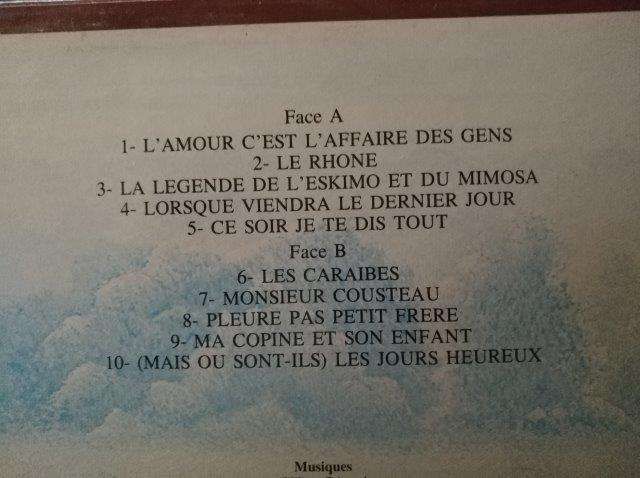 Face A
1- L'AMOUR C'EST L'AFFAIRE DES GENS
2- LE RHONE
3- LA LEGENDE DE L'ESKIMO ET DU MIMOSA
4- LORSQUE VIENDRA LE DERNIER JOUR
5- CE SOIR JE TE DIS TOUT
Face B
6- LES CARAIBES
7- MONSIEUR COUSTEAU
8- PLEURE PAS PETIT FRERE
9- MA COPINE ET SON ENFANT
10- (MAIS OU SONT-ILS) LES JOURS HEUREUX
Musiques